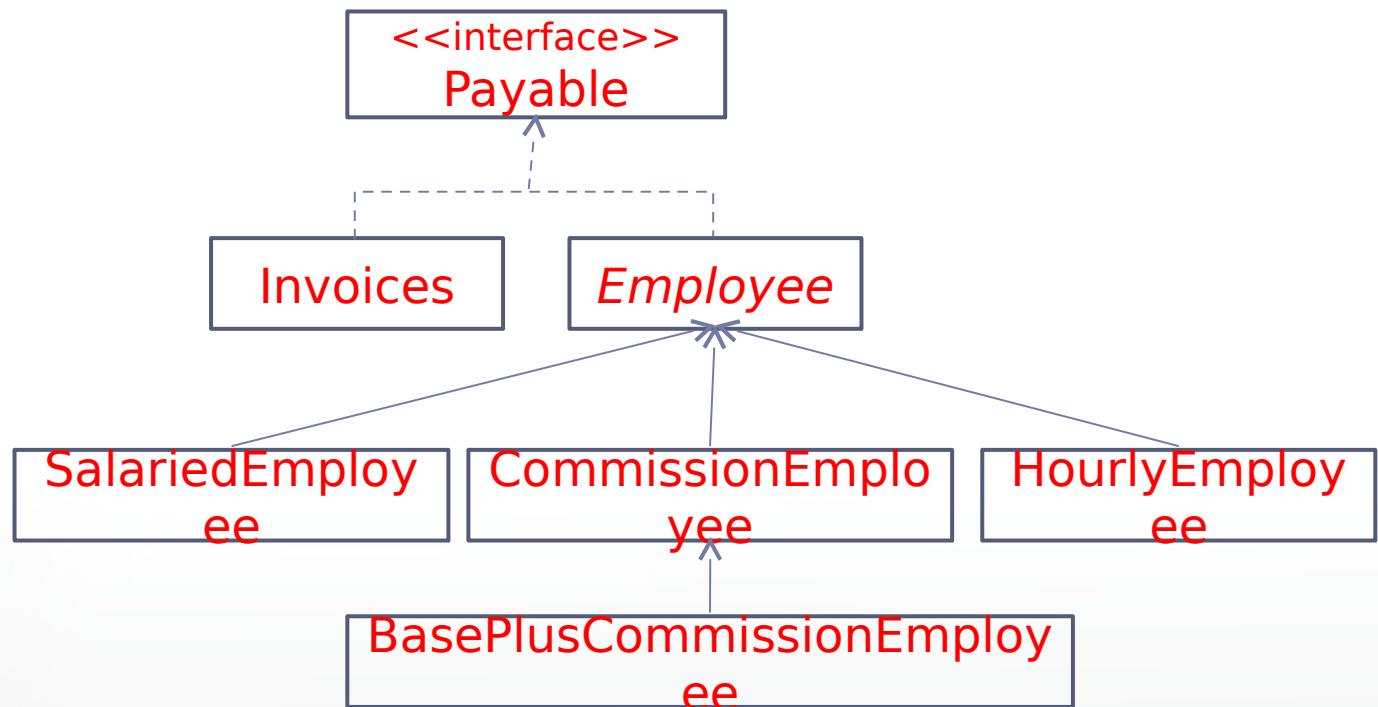 <<interface>>
Payable
Invoices
Employee
SalariedEmploy
ee
CommissionEmplo
yee
HourlyEmploy
ee
BasePlusCommissionEmploy
ee